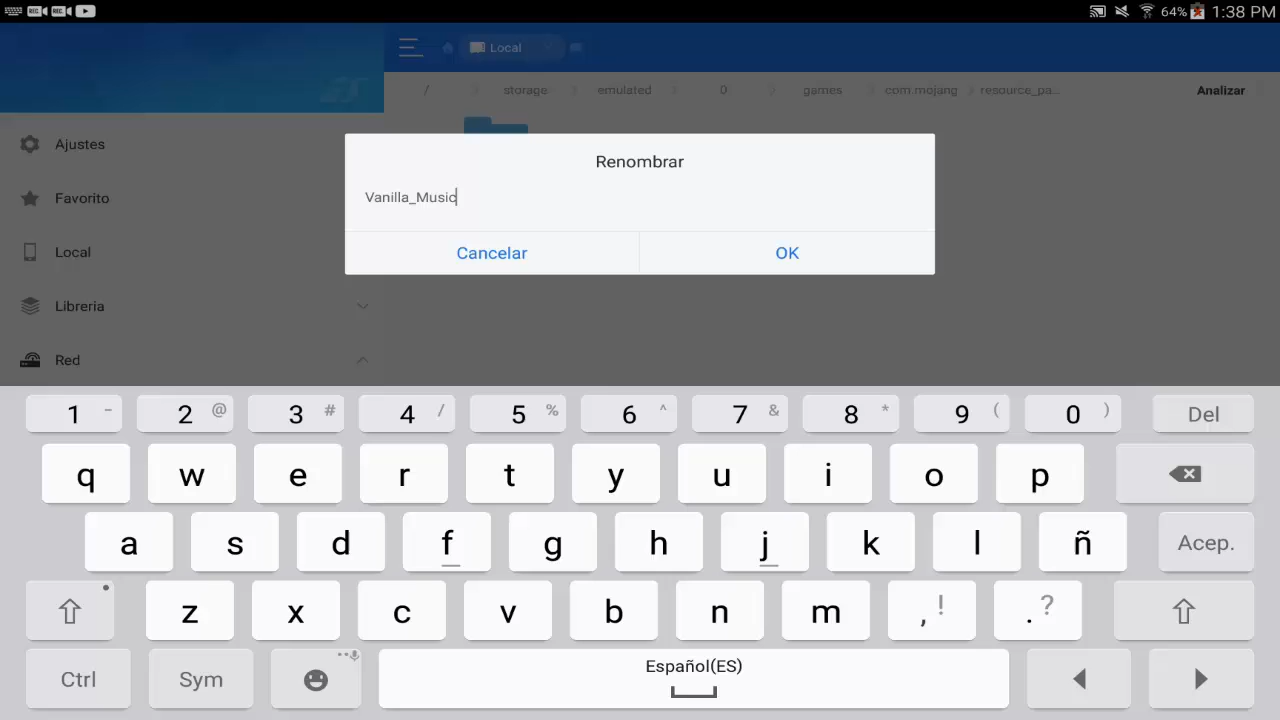 REC REC 64% 1:38 PM
Local
/ storage emulated 0 games com.mojang resource_pa... Analizar
Ajustes
Favorito
Local
Libreria
Red
Renombrar
Vanilla_Music
Cancelar OK
1 - 2 @ 3 # 4 / 5 % 6 ^ 7 & 8 * 9 ( 0 ) Del
q w e r t y u i o p
a s d f g h j k l ñ Acep.
z x c v b n m , ! . ?
Ctrl Sym Español(ES)